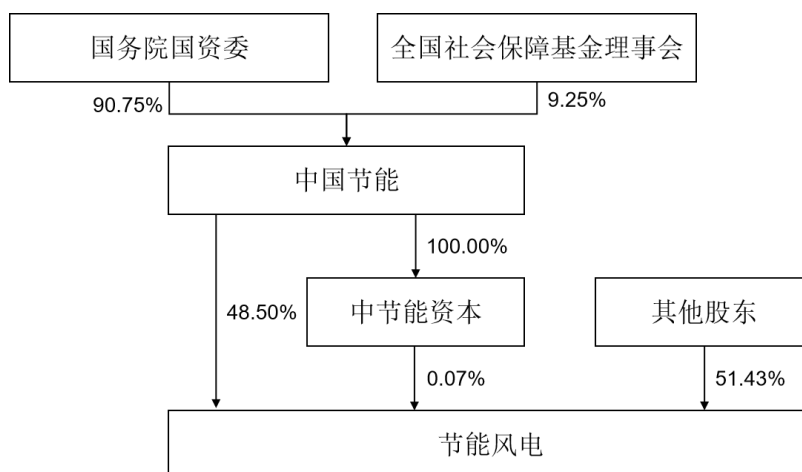 国务院国资委
全国社会保障基金理事会
90.75%
9.25%
中国节能
100.00%
48.50%
中节能资本
其他股东
0.07%
51.43%
节能风电